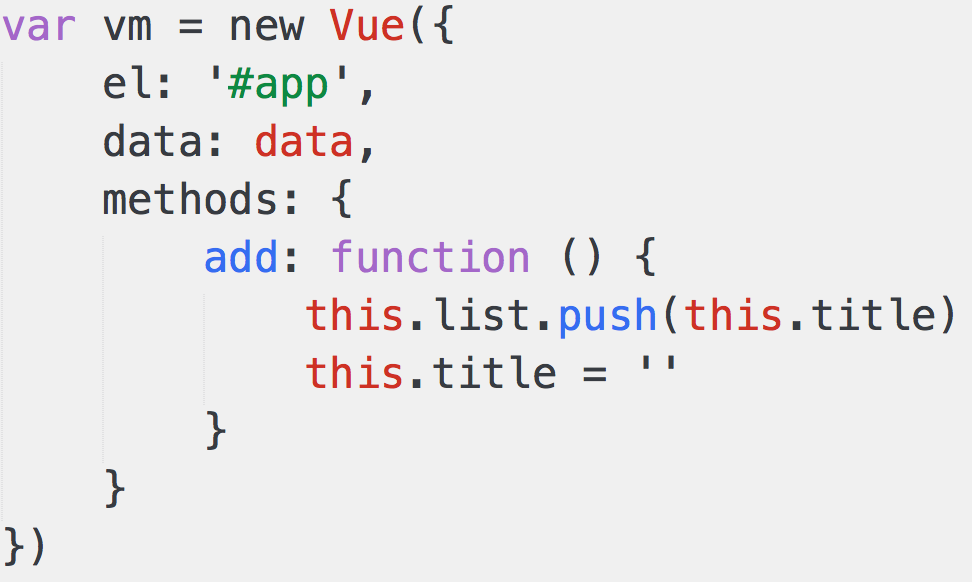 var vm = new Vue({
    el: '#app',
    data: data,
    methods: {
        add: function () {
            this.list.push(this.title)
            this.title = ''
        }
    }
})